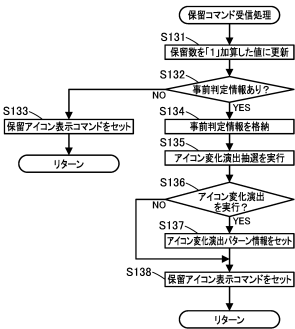 保留コマンド受信処理
S131
保留数を「1」加算した値に更新
S132
事前判定情報あり？
NO
YES
S133
保留アイコン表示コマンドをセット
リターン
S134
事前判定情報を格納
S135
アイコン変化演出抽選を実行
S136
アイコン変化演出
を実行？
NO
YES
S137
アイコン変化演出パターン情報をセット
S138
保留アイコン表示コマンドをセット
リターン